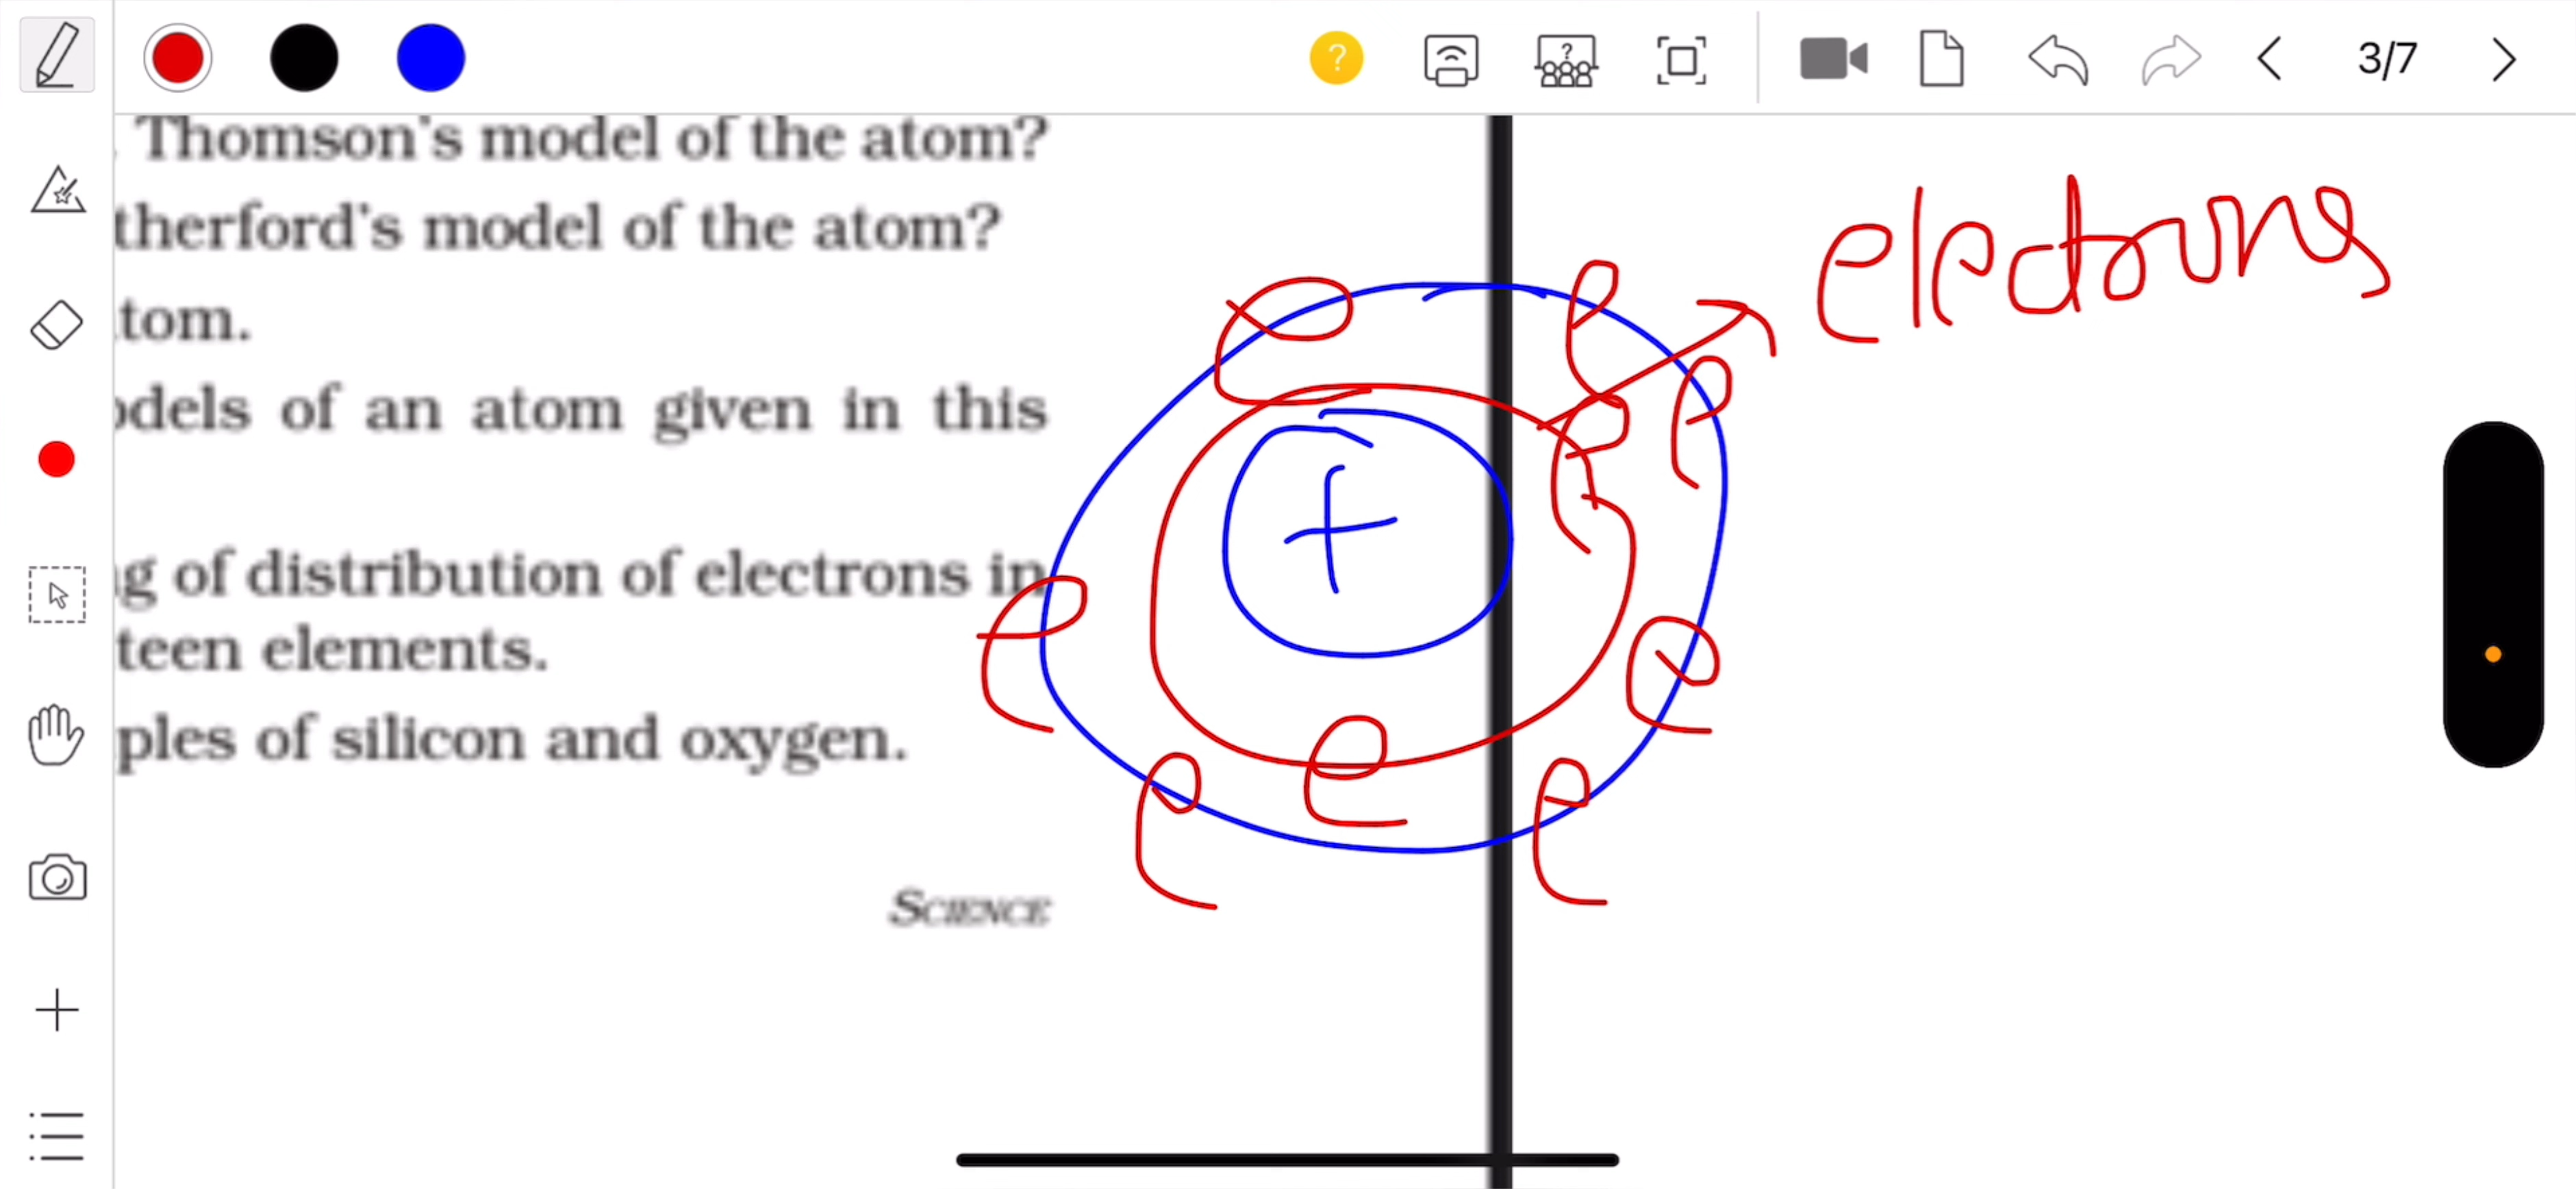 3/7
Thomson's model of the atom?
therford's model of the atom?
tom.
odels of an atom given in this
g of distribution of electrons in
teen elements.
ples of silicon and oxygen.
SCIENCE
electrons
e
e
e
e
e
+
e
e
e
e
?
?